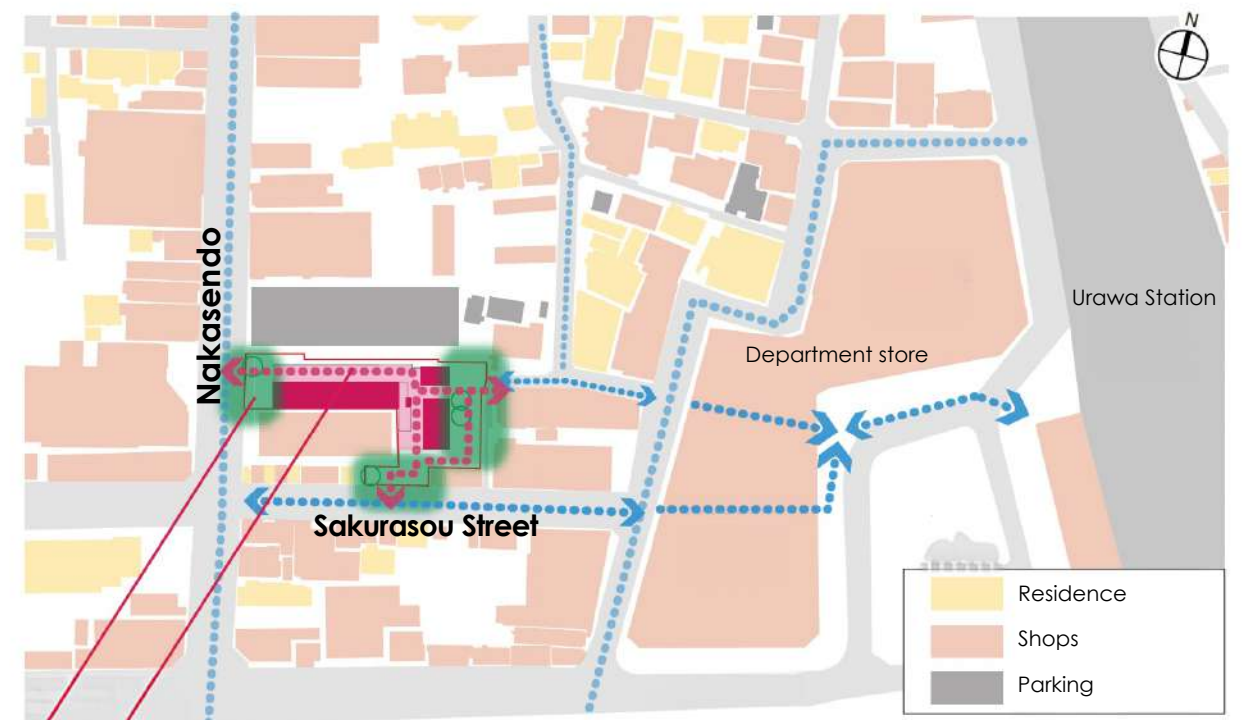 N
Nakasendo
Urawa Station
Department store
Sakurasou Street
Residence
Shops
Parking